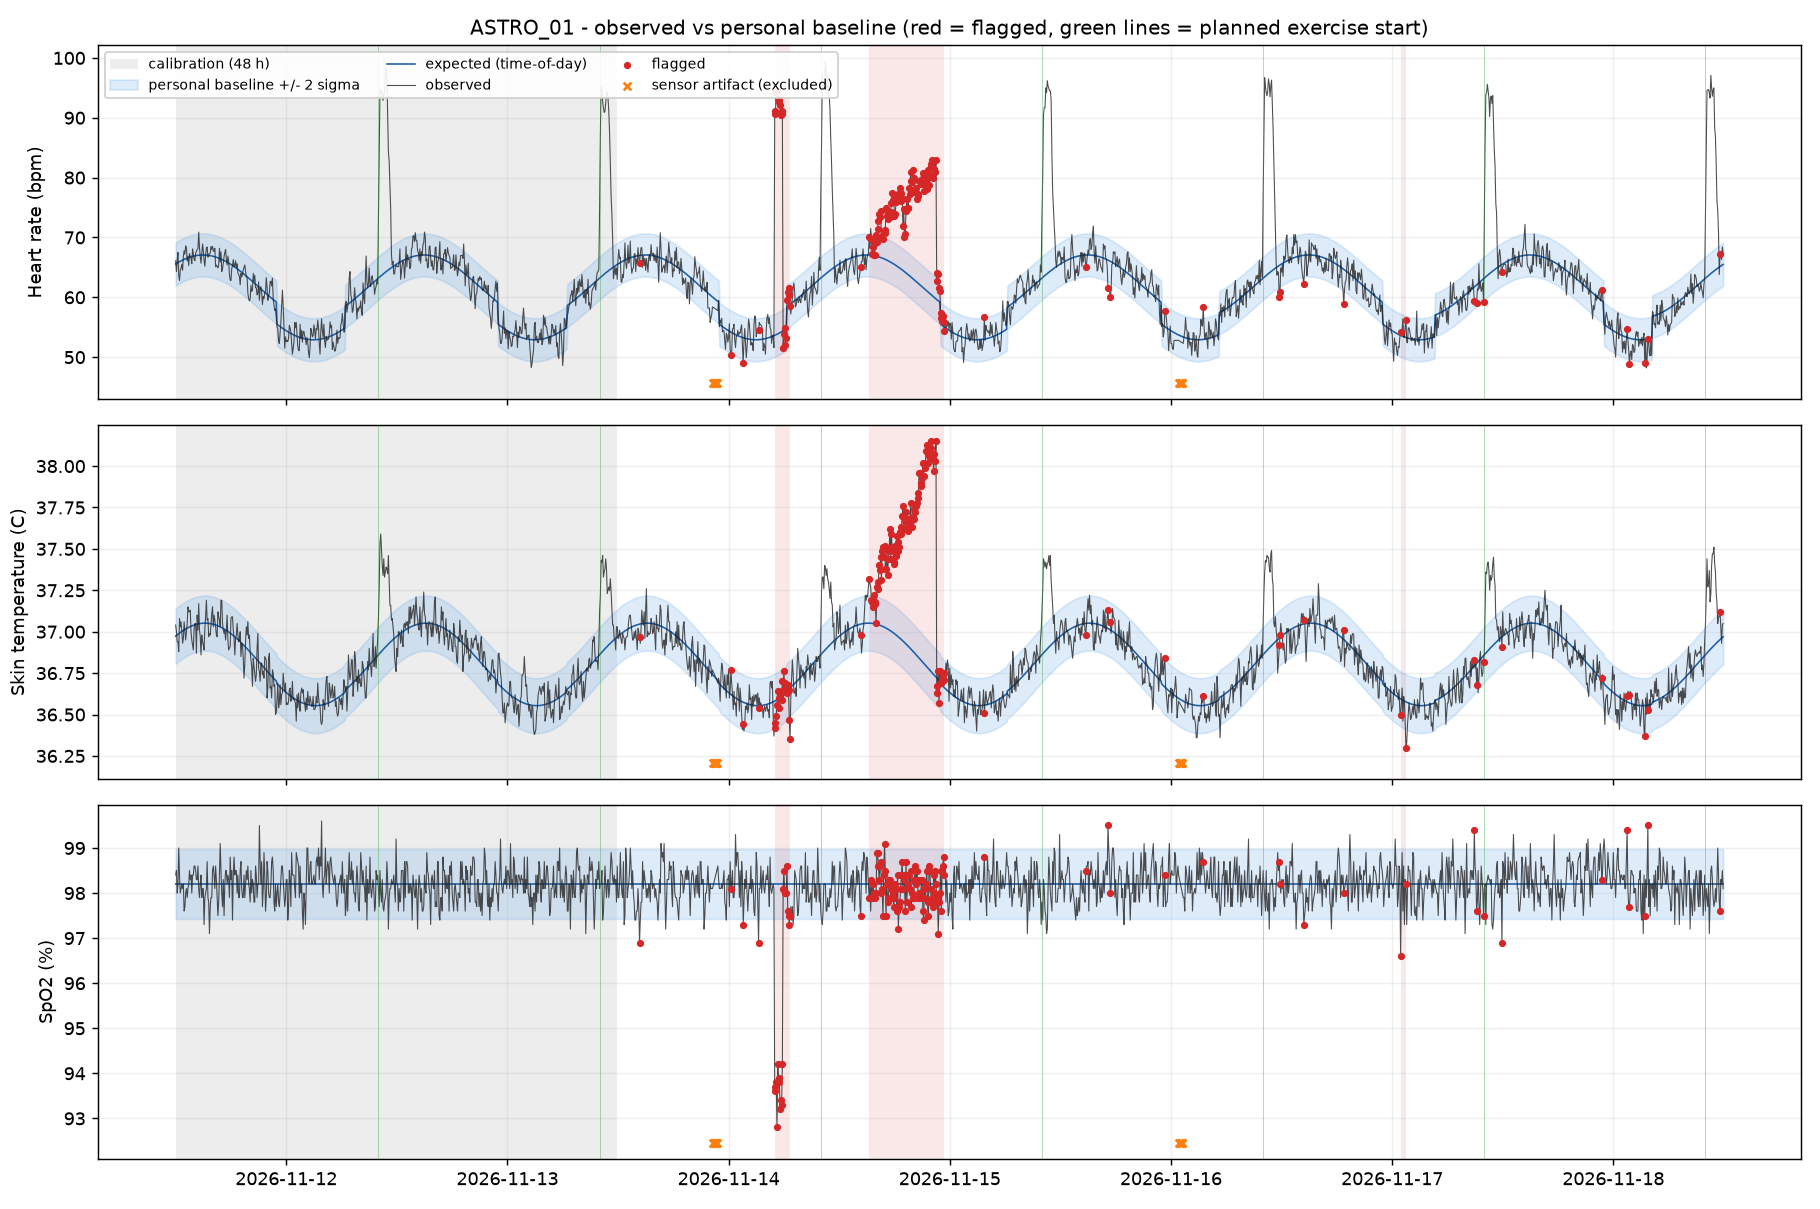 ASTRO_01 - observed vs personal baseline (red = flagged, green lines = planned exercise start)
calibration (48 h)
personal baseline +/- 2 sigma
expected (time-of-day)
observed
flagged
sensor artifact (excluded)
Heart rate (bpm)
100
90
80
70
60
50
Skin temperature (C)
38.00
37.75
37.50
37.25
37.00
36.75
36.50
36.25
SpO2 (%)
99
98
97
96
95
94
93
2026-11-12
2026-11-13
2026-11-14
2026-11-15
2026-11-16
2026-11-17
2026-11-18